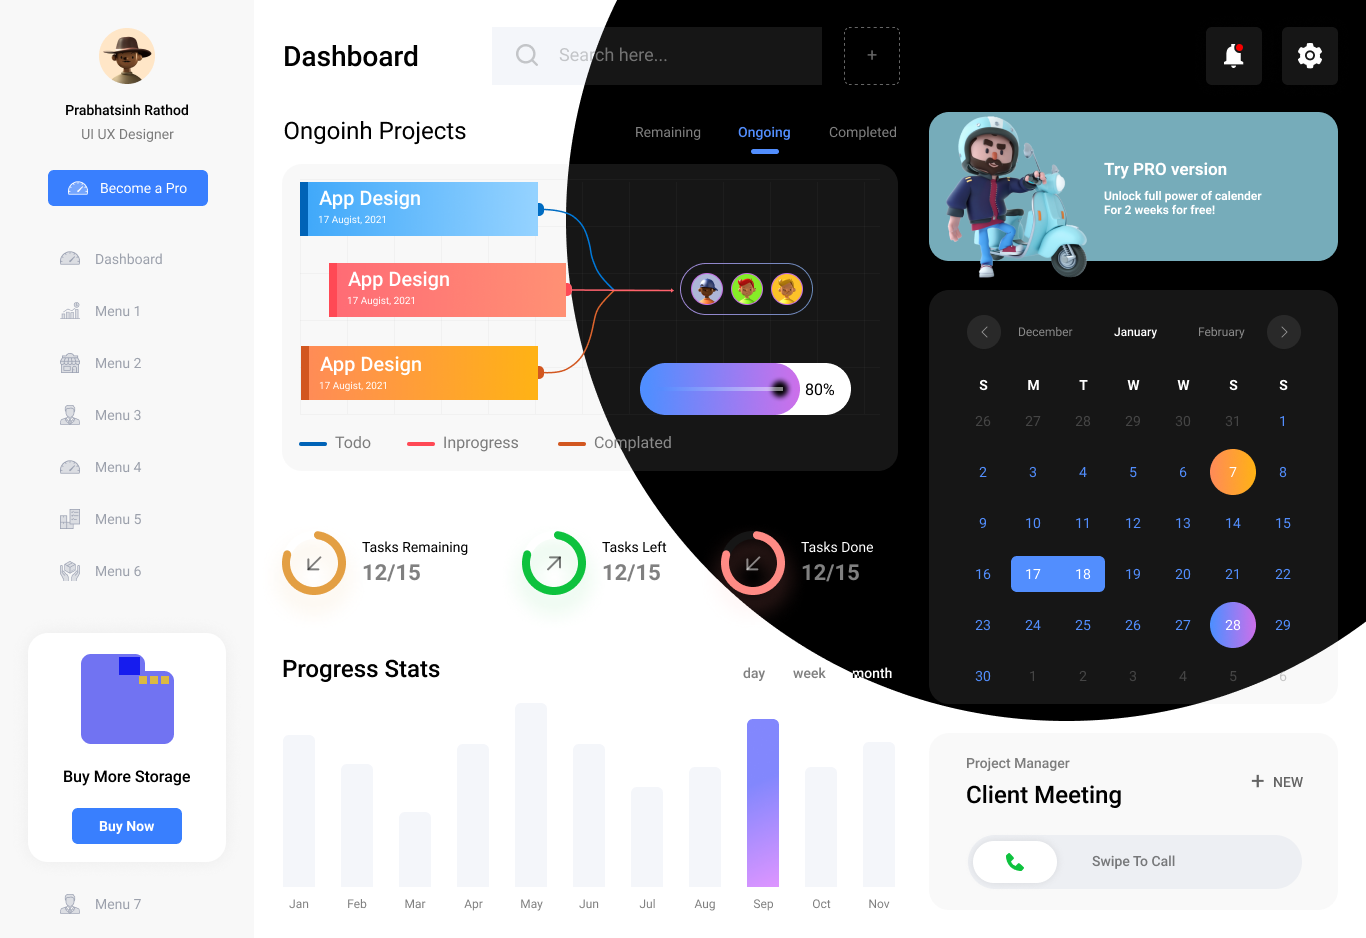 Prabhatsinh Rathod
UI UX Designer
Become a Pro
Dashboard
Menu 1
Menu 2
Menu 3
Menu 4
Menu 5
Menu 6
Buy More Storage
Buy Now
Menu 7
Dashboard
Search here...
+
Ongoinh Projects
Remaining Ongoing Completed
App Design
17 Augist, 2021
App Design
17 Augist, 2021
App Design
17 Augist, 2021
80%
Todo Inprogress Complated
Tasks Remaining
12/15
Tasks Left
12/15
Tasks Done
12/15
Progress Stats
day week month
Jan Feb Mar Apr May Jun Jul Aug Sep Oct Nov
Try PRO version
Unlock full power of calender
For 2 weeks for free!
December January February
S M T W W S S
26 27 28 29 30 31 1
2 3 4 5 6 7 8
9 10 11 12 13 14 15
16 17 18 19 20 21 22
23 24 25 26 27 28 29
30 1 2 3 4 5 6
Project Manager
Client Meeting
+ NEW
Swipe To Call